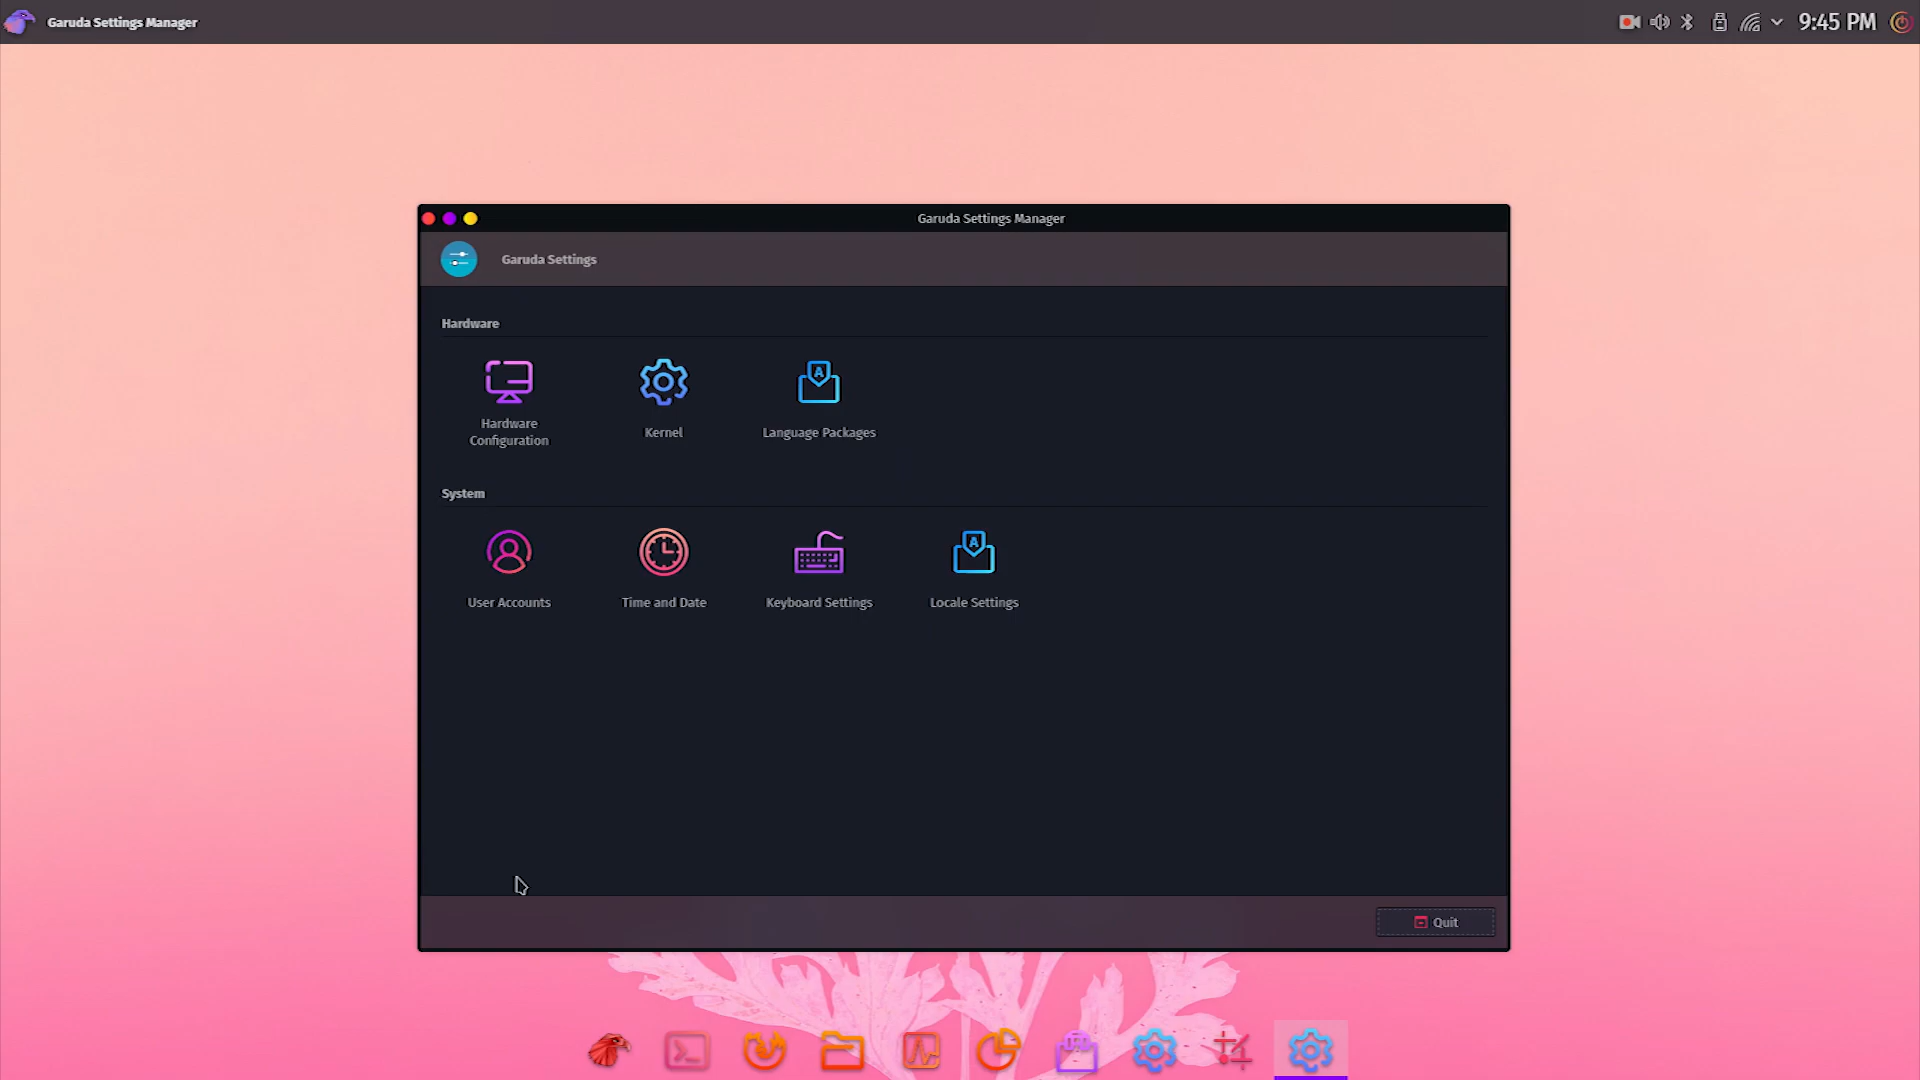 Garuda Settings Manager
9:45 PM
Garuda Settings Manager
Garuda Settings
Hardware
Hardware
Configuration
Kernel
A
Language Packages
System
User Accounts
Time and Date
Keyboard Settings
A
Locale Settings
Quit